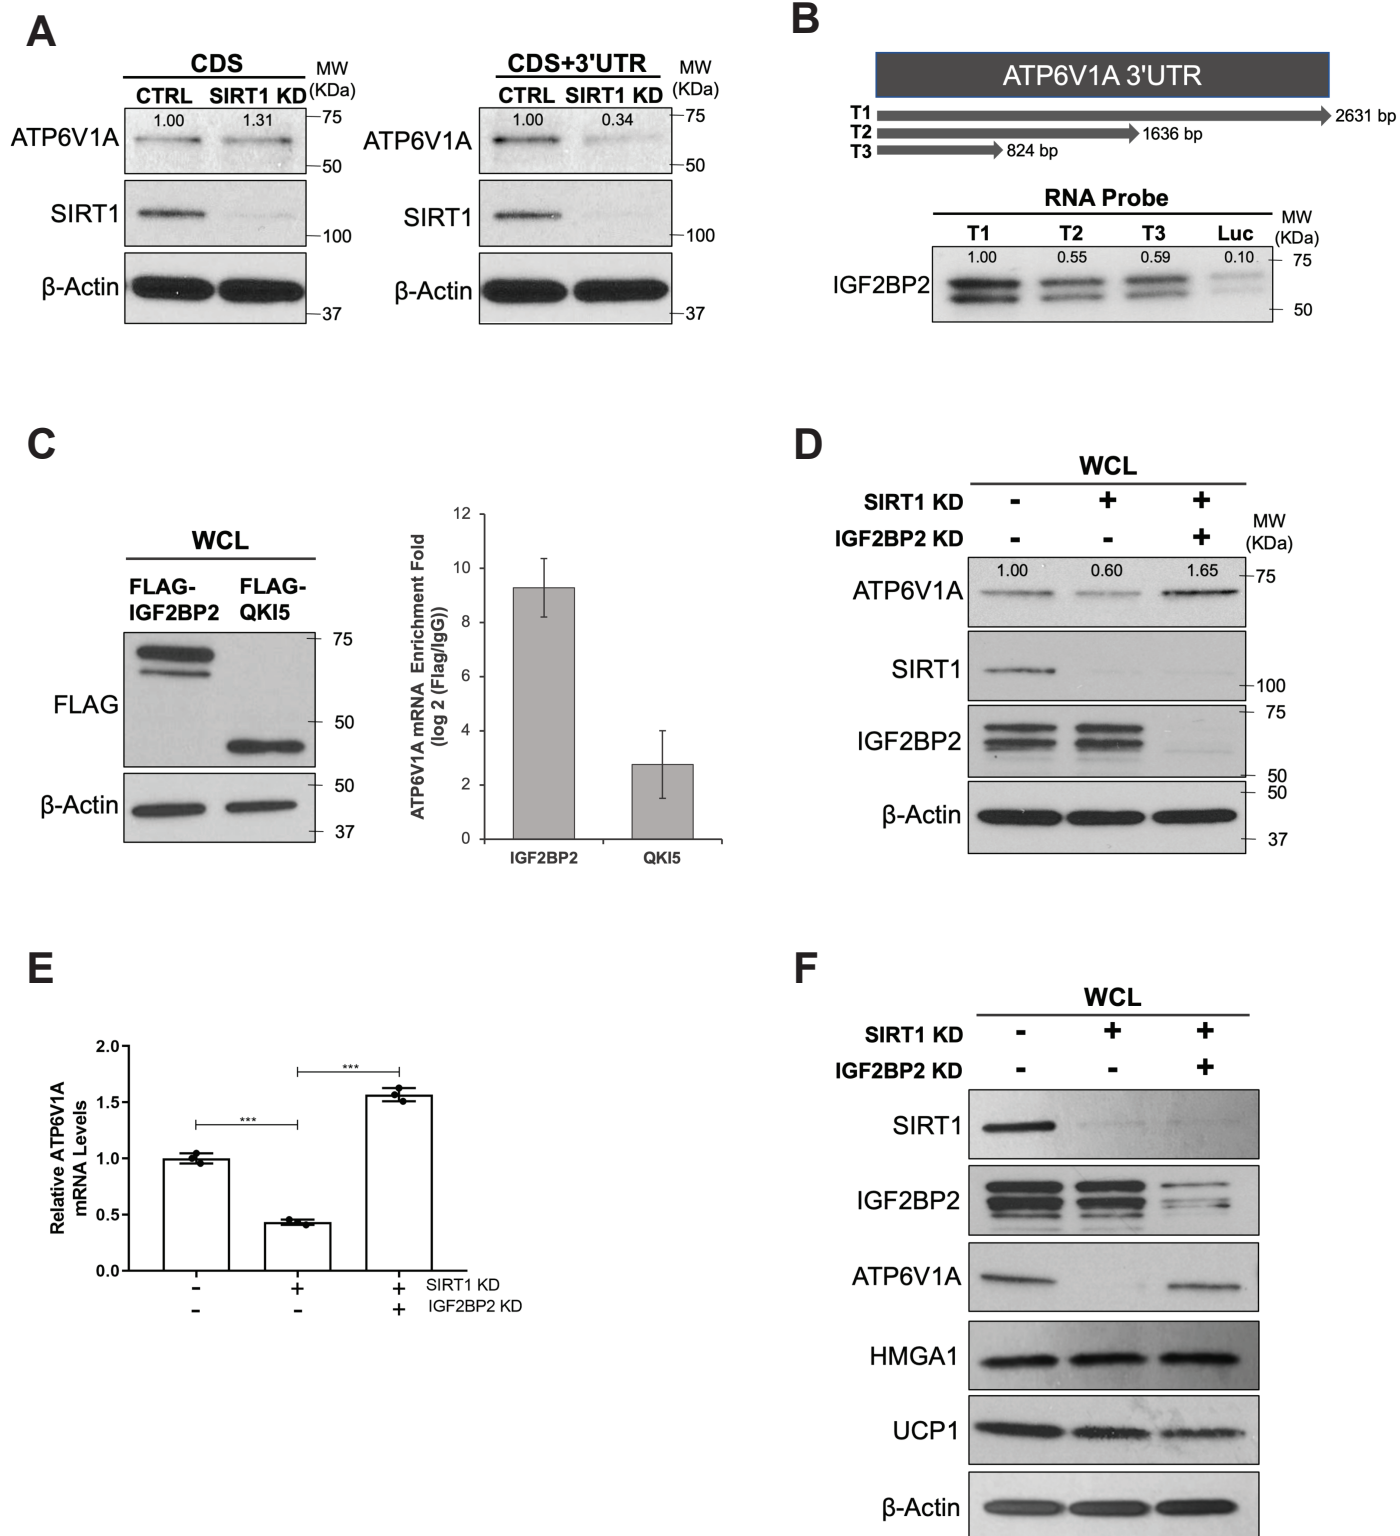 A
CDS
CTRL SIRT1 KD
MW
(KDa)
ATP6V1A
1.00 1.31
75
50
SIRT1
100
β-Actin
37
CDS+3'UTR
CTRL SIRT1 KD
MW
(KDa)
ATP6V1A
1.00 0.34
75
50
SIRT1
100
β-Actin
37
B
ATP6V1A 3'UTR
T1 2631 bp
T2 1636 bp
T3 824 bp
RNA Probe
T1 T2 T3 Luc
MW
(KDa)
1.00 0.55 0.59 0.10
IGF2BP2
75
50
C
WCL
FLAG-
IGF2BP2
FLAG-
QKI5
FLAG
75
50
β-Actin
50
37
ATP6V1A mRNA Enrichment Fold
(log 2 (Flag/IgG))
12
10
8
6
4
2
0
IGF2BP2 QKI5
D
WCL
SIRT1 KD - + +
IGF2BP2 KD - - +
MW
(KDa)
ATP6V1A
1.00 0.60 1.65
75
SIRT1
100
IGF2BP2
75
50
β-Actin
50
37
E
Relative ATP6V1A
mRNA Levels
2.0
1.5
1.0
0.5
0.0
***
***
- + + SIRT1 KD
- - + IGF2BP2 KD
F
WCL
SIRT1 KD - + +
IGF2BP2 KD - - +
SIRT1
IGF2BP2
ATP6V1A
HMGA1
UCP1
β-Actin